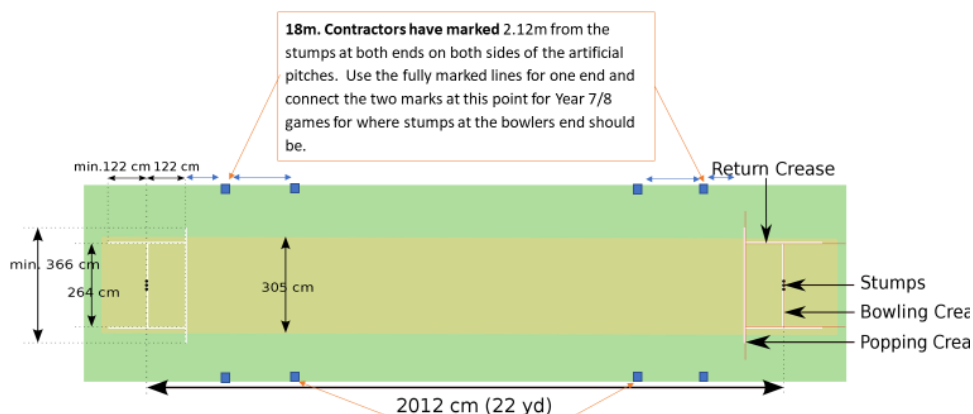 18m. Contractors have marked 2.12m from the
stumps at both ends on both sides of the artificial
pitches. Use the fully marked lines for one end and
connect the two marks at this point for Year 7/8
games for where stumps at the bowlers end should
be.
min.122 cm 122 cm
Return Crease
min. 366 cm
264 cm
305 cm
Stumps
Bowling Crea
Popping Crea
2012 cm (22 yd)